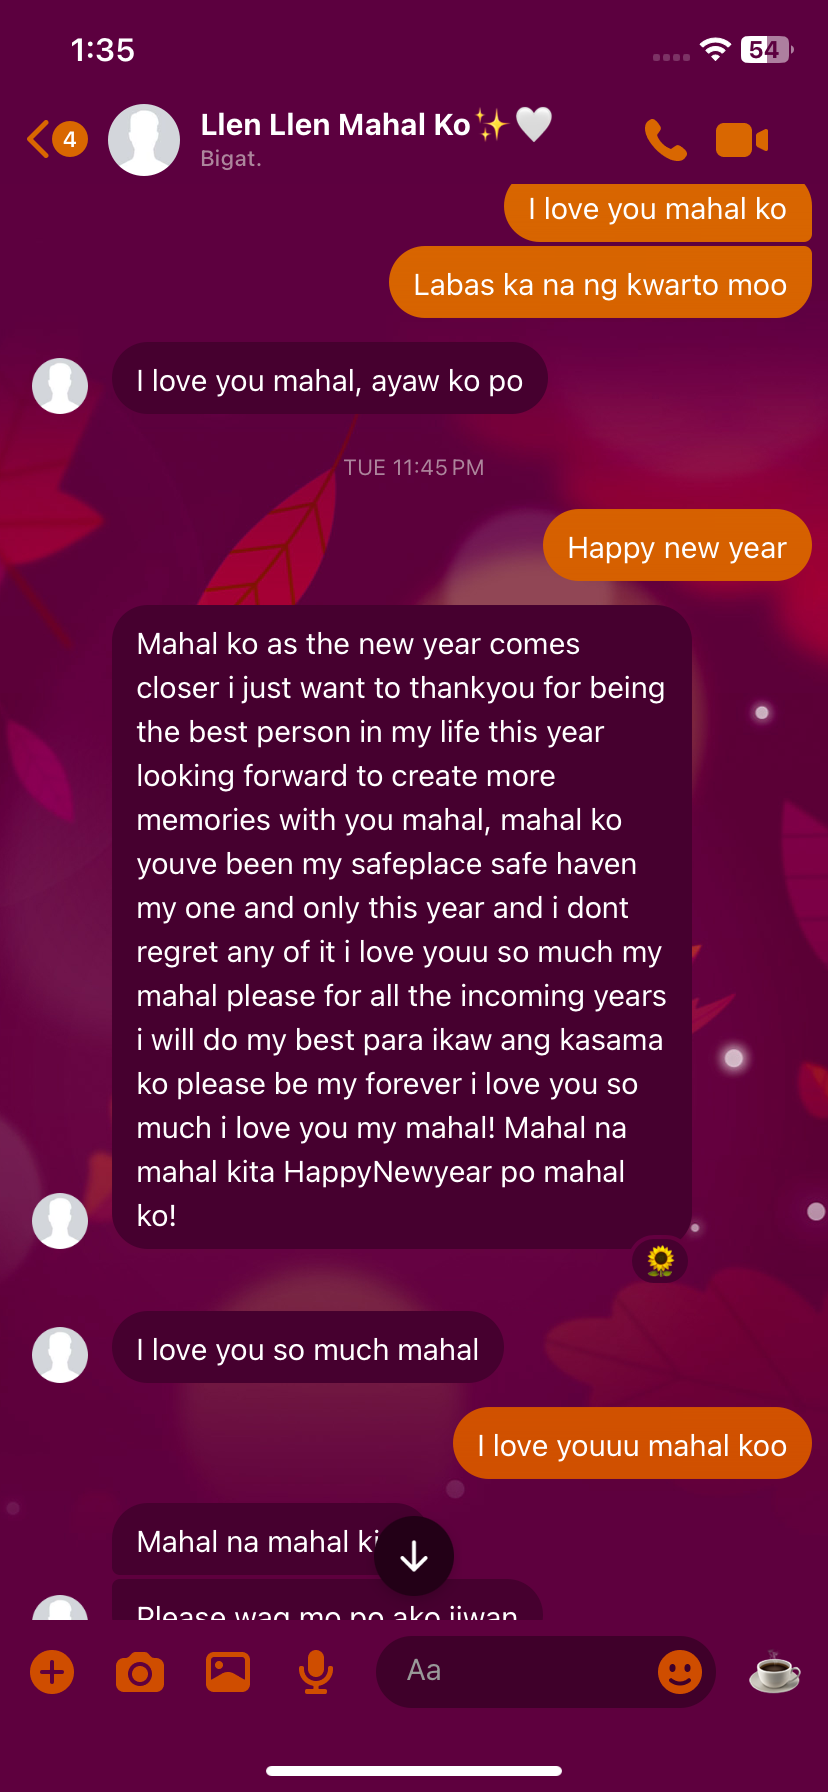 1:35
54
4
Llen Llen Mahal Ko✨🤍
Bigat.
I love you mahal ko
Labas ka na ng kwarto moo
I love you mahal, ayaw ko po
TUE 11:45 PM
Happy new year
Mahal ko as the new year comes
closer i just want to thankyou for being
the best person in my life this year
looking forward to create more
memories with you mahal, mahal ko
youve been my safeplace safe haven
my one and only this year and i dont
regret any of it i love youu so much my
mahal please for all the incoming years
i will do my best para ikaw ang kasama
ko please be my forever i love you so
much i love you my mahal! Mahal na
mahal kita HappyNewyear po mahal
ko!
I love you so much mahal
I love youuu mahal koo
Mahal na mahal
Please wag mo po ako iiwan
Aa